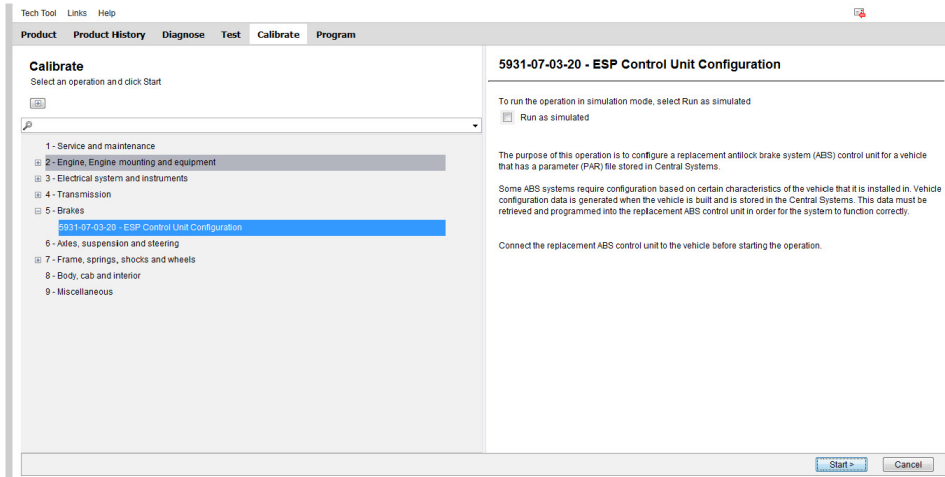 Tech Tool Links Help
Product Product History Diagnose Test Calibrate Program
Calibrate
Select an operation and click Start
1 - Service and maintenance
2 - Engine, Engine mounting and equipment
3 - Electrical system and instruments
4 - Transmission
5 - Brakes
5931-07-03-20 - ESP Control Unit Configuration
6 - Axles, suspension and steering
7 - Frame, springs, shocks and wheels
8 - Body, cab and interior
9 - Miscellaneous
5931-07-03-20 - ESP Control Unit Configuration
To run the operation in simulation mode, select Run as simulated
Run as simulated
The purpose of this operation is to configure a replacement antilock brake system (ABS) control unit for a vehicle
that has a parameter (PAR) file stored in Central Systems.
Some ABS systems require configuration based on certain characteristics of the vehicle that it is installed in. Vehicle
configuration data is generated when the vehicle is built and is stored in the Central Systems. This data must be
retrieved and programmed into the replacement ABS control unit in order for the system to function correctly.
Connect the replacement ABS control unit to the vehicle before starting the operation.
Start > Cancel